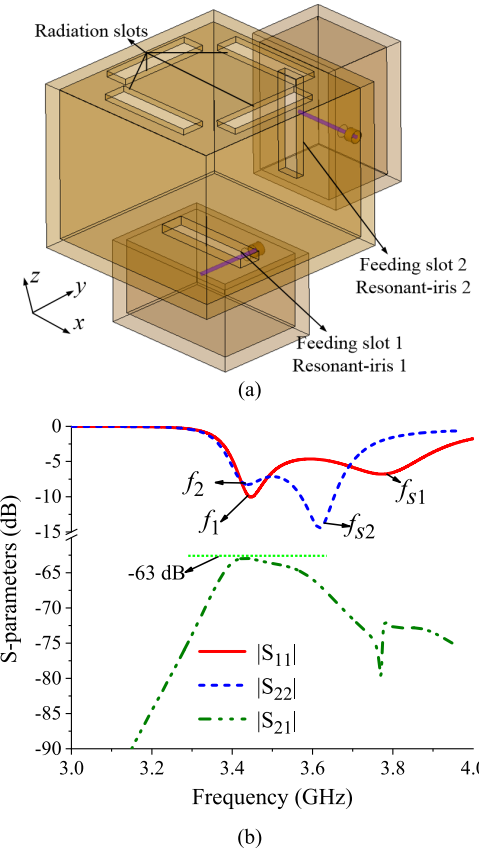 Radiation slots
z
y
x
Feeding slot 2
Resonant-iris 2
Feeding slot 1
Resonant-iris 1
(a)
S-parameters (dB)
0
-5
-10
-15
-65
-70
-75
-80
-85
-90
f2
f1
fs1
fs2
-63 dB
|S11|
|S22|
|S21|
3.0 3.2 3.4 3.6 3.8 4.0
Frequency (GHz)
(b)